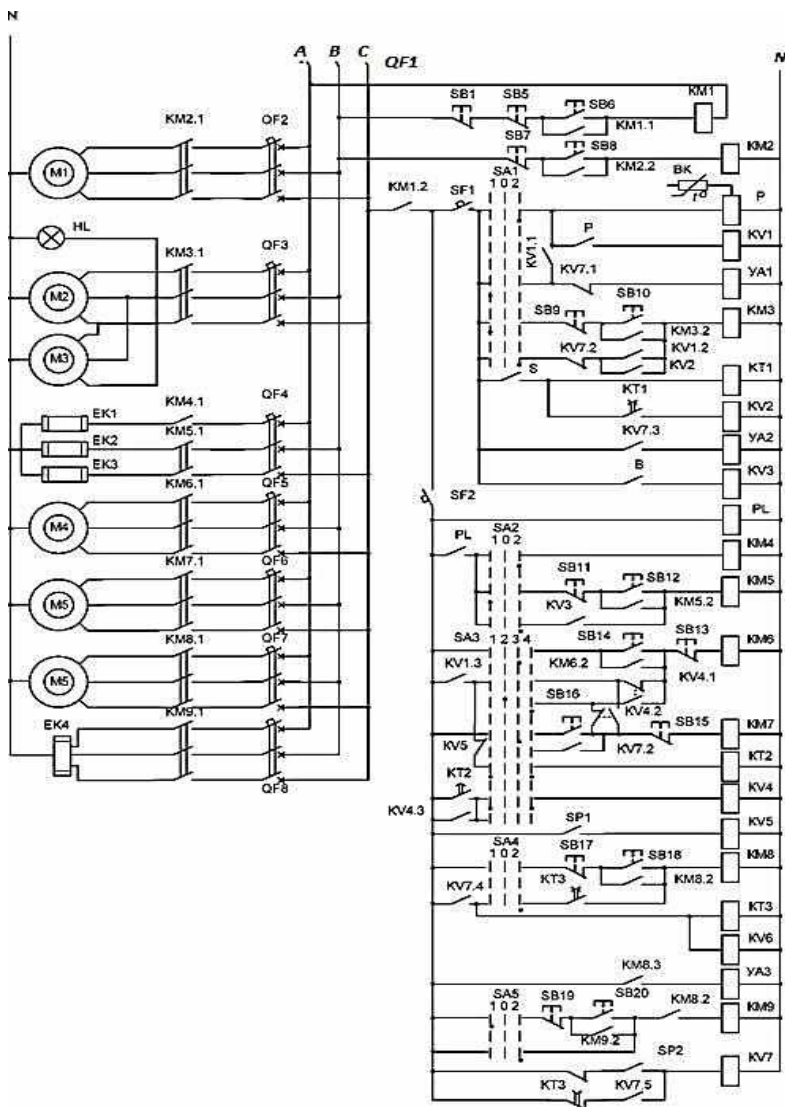 N
A B C QF1
N
SB1 SB5 SB6 KM1
KM1.1
KM2.1 QF2
SB7 SB8 KM2
KM2.2
M1
SA1
1 0 2
BK
t°
KM1.2 SF1 P
HL
P KV1
KV1.1
KM3.1 QF3
KV7.1 УА1
M2
SB10
SB9 KM3
KM3.2
M3
KV7.2 KV1.2
KV2
S KT1
KT1
KM4.1 QF4
EK1 KV2
EK2 KM5.1 KV7.3
УА2
EK3
B KV3
KM6.1 QF5
SF2
PL
M4
SA2
1 0 2
PL KM4
KM7.1 QF6
SB11 SB12 KM5
M5 KV3 KM5.2
SA3 1 2 3 4 SB14 SB13
KM8.1 QF7 KM6
KM6.2
KV1.3 KV4.1
M5
SB16
KV4.2
KM9.1 SB15
EK4 KM7
KV5 KV7.2
KT2
KT2
QF8
KV4
KV4.3
SP1 KV5
SA4 SB17
1 0 2 SB18 KM8
KT3 KM8.2
KV7.4
KT3
KV6
KM8.3 УА3
SA5 SB19 SB20 KM8.2
1 0 2 KM9
KM9.2
SP2
KV7
KT3 KV7.5